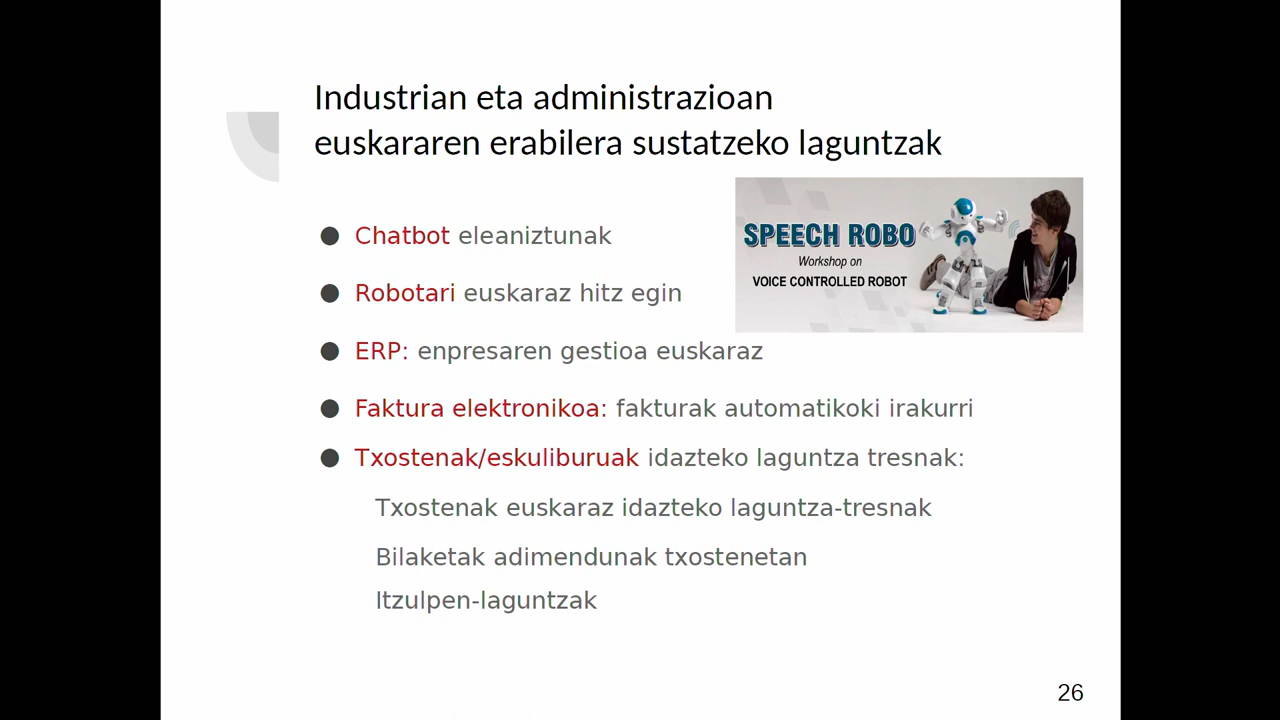 Industrian eta administrazioan
euskararen erabilera sustatzeko laguntzak
SPEECH ROBO
Workshop on
VOICE CONTROLLED ROBOT
● Chatbot eleaniztunak
● Robotari euskaraz hitz egin
● ERP: enpresaren gestioa euskaraz
● Faktura elektronikoa: fakturak automatikoki irakurri
● Txostenak/eskuliburuak idazteko laguntza tresnak:
Txostenak euskaraz idazteko laguntza-tresnak
Bilaketak adimendunak txostenetan
Itzulpen-laguntzak
26